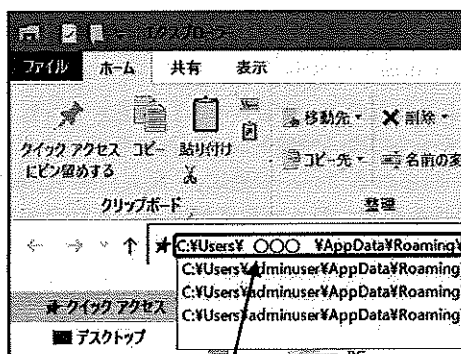 エクスプローラー
ファイル ホーム 共有 表示
クイック アクセス にピン留めする
コピー
貼り付け
移動先
削除
コピー先
名前の変
クリップボード
整理
C:¥Users¥ ○○○ ¥AppData¥Roaming¥
C:¥Users¥adminuser¥AppData¥Roaming
C:¥Users¥adminuser¥AppData¥Roaming
C:¥Users¥adminuser¥AppData¥Roaming
クイック アクセス
デスクトップ